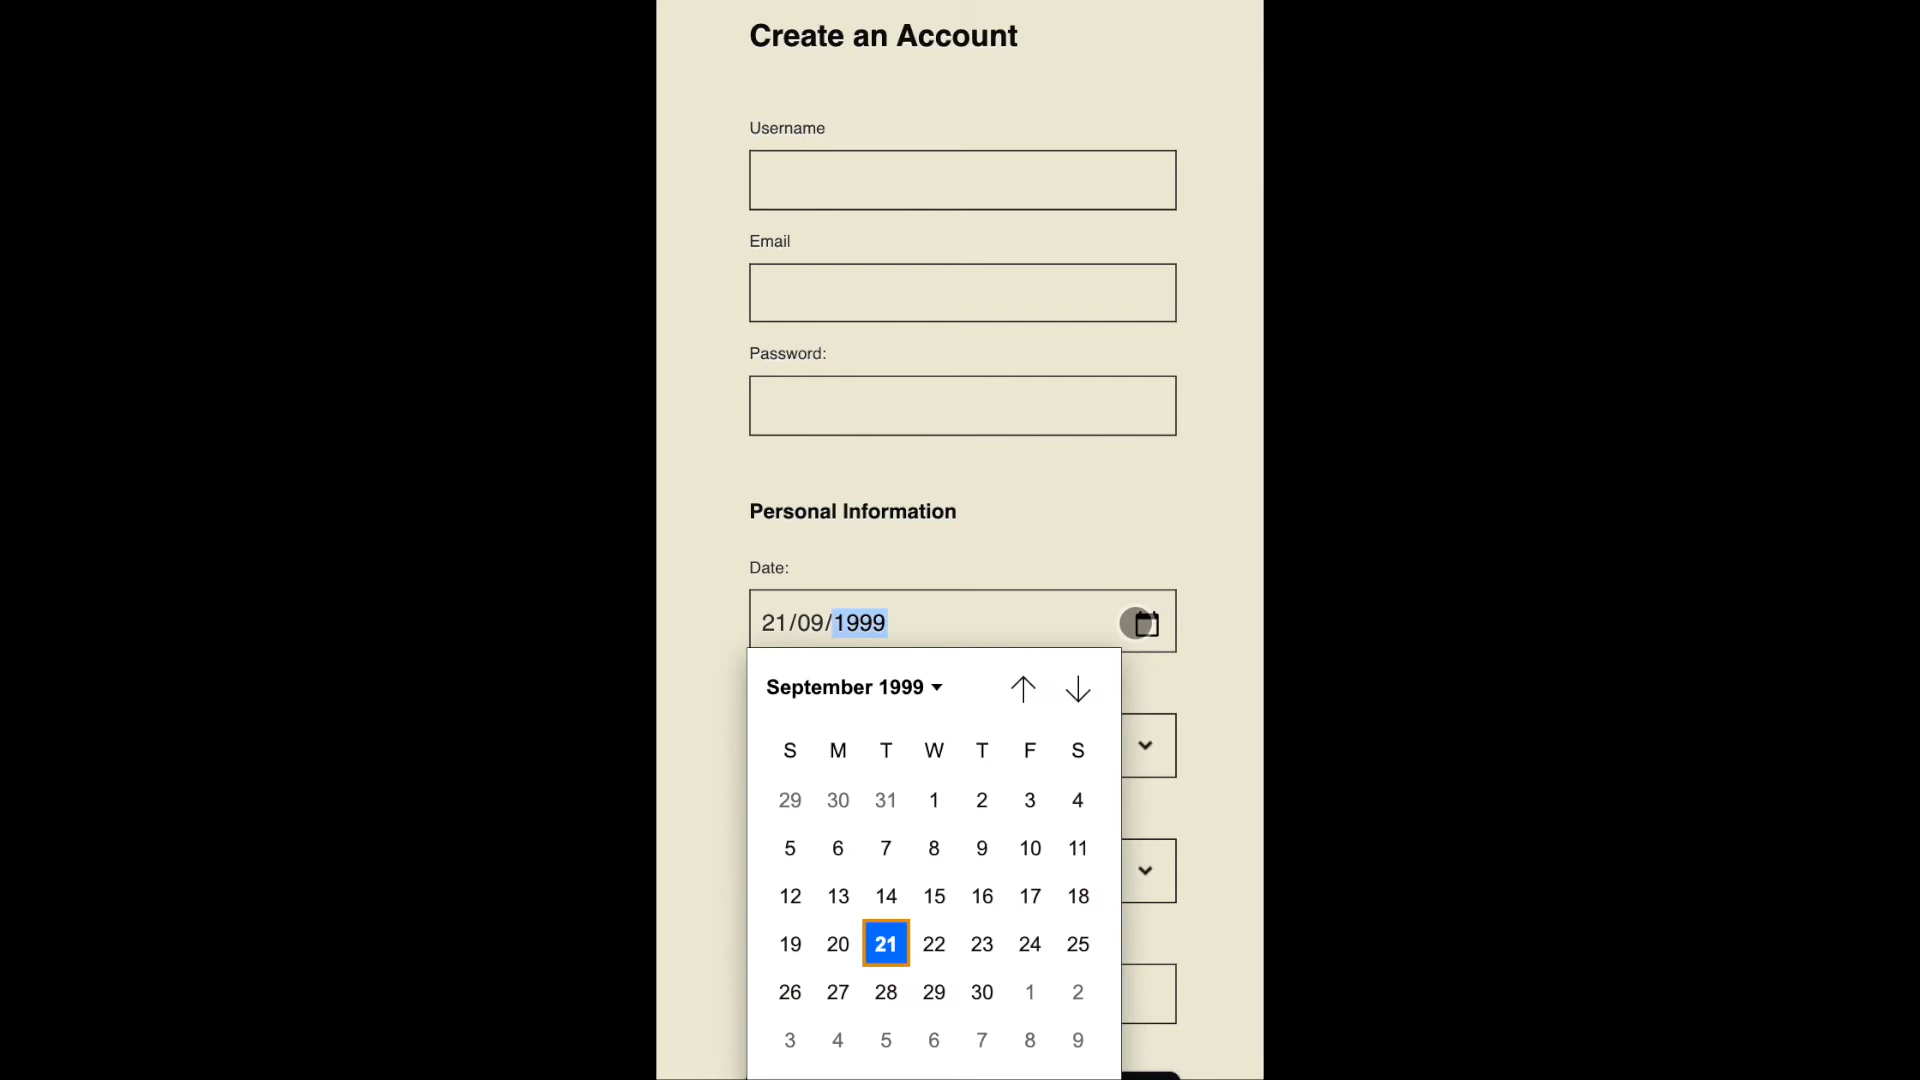 Create an Account
Username
Email
Password:
Personal Information
Date:
21/09/1999
September 1999
S M T W T F S
29 30 31 1 2 3 4
5 6 7 8 9 10 11
12 13 14 15 16 17 18
19 20 21 22 23 24 25
26 27 28 29 30 1 2
3 4 5 6 7 8 9